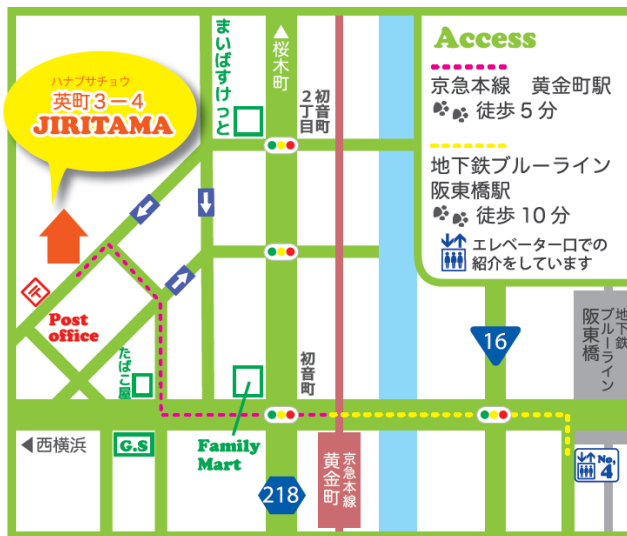 ハナブサチョウ
英町3−4
JIRITAMA
まいばすけっと
▲桜木町
初音町
2丁目
Access
京急本線 黄金町駅
徒歩5分
地下鉄ブルーライン
阪東橋駅
徒歩10分
エレベーター口での
紹介をしています
〒
Post
office
たばこ屋
初音町
16
地下鉄
ブルーライン
阪東橋
◀西横浜
G.S
Family
Mart
218
京急本線
黄金町
No,
4